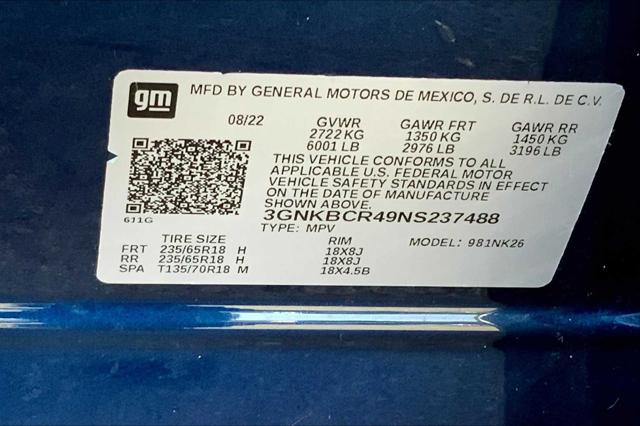 gm
MFD BY GENERAL MOTORS DE MEXICO, S. DE R.L. DE C.V.
08/22 GVWR GAWR FRT GAWR RR
2722 KG 1350 KG 1450 KG
6001 LB 2976 LB 3196 LB
THIS VEHICLE CONFORMS TO ALL
APPLICABLE U.S. FEDERAL MOTOR
VEHICLE SAFETY STANDARDS IN EFFECT
ON THE DATE OF MANUFACTURE
SHOWN ABOVE.
611G 3GNKBCR49NS237488
TYPE: MPV
TIRE SIZE RIM MODEL: 981NK26
FRT 235/65R18 H 18X8J
RR 235/65R18 H 18X8J
SPA T135/70R18 M 18X4.5B